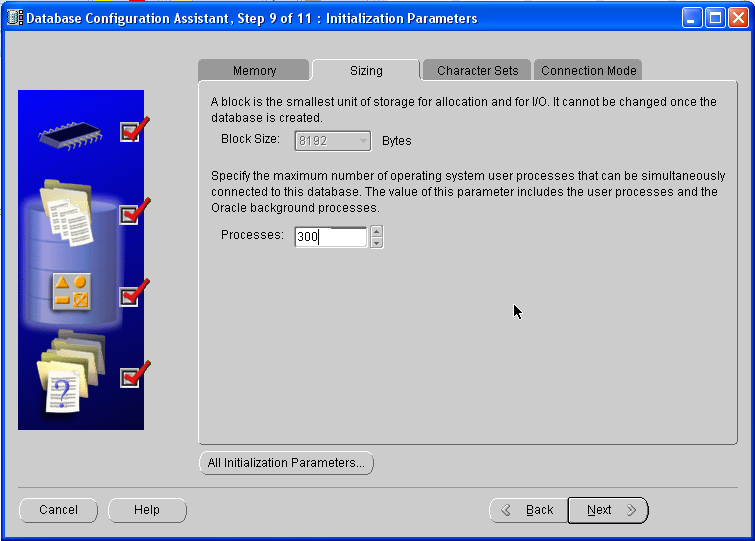 Database Configuration Assistant, Step 9 of 11 : Initialization Parameters
Memory
Sizing
Character Sets
Connection Mode
A block is the smallest unit of storage for allocation and for I/O. It cannot be changed once the
database is created.
Block Size: 8192 Bytes
Specify the maximum number of operating system user processes that can be simultaneously
connected to this database. The value of this parameter includes the user processes and the
Oracle background processes.
Processes: 300
?
All Initialization Parameters...
Cancel
Help
Back
Next